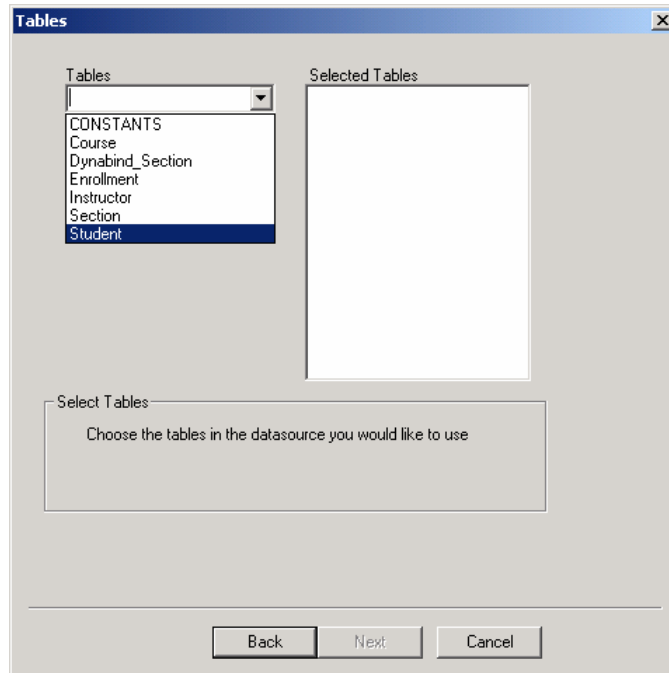 Tables
Tables
Selected Tables
CONSTANTS
Course
Dynabind_Section
Enrollment
Instructor
Section
Student
Select Tables
Choose the tables in the datasource you would like to use
Back
Next
Cancel